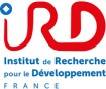 IRD
Institut de Recherche
pour le Développement
FRANCE